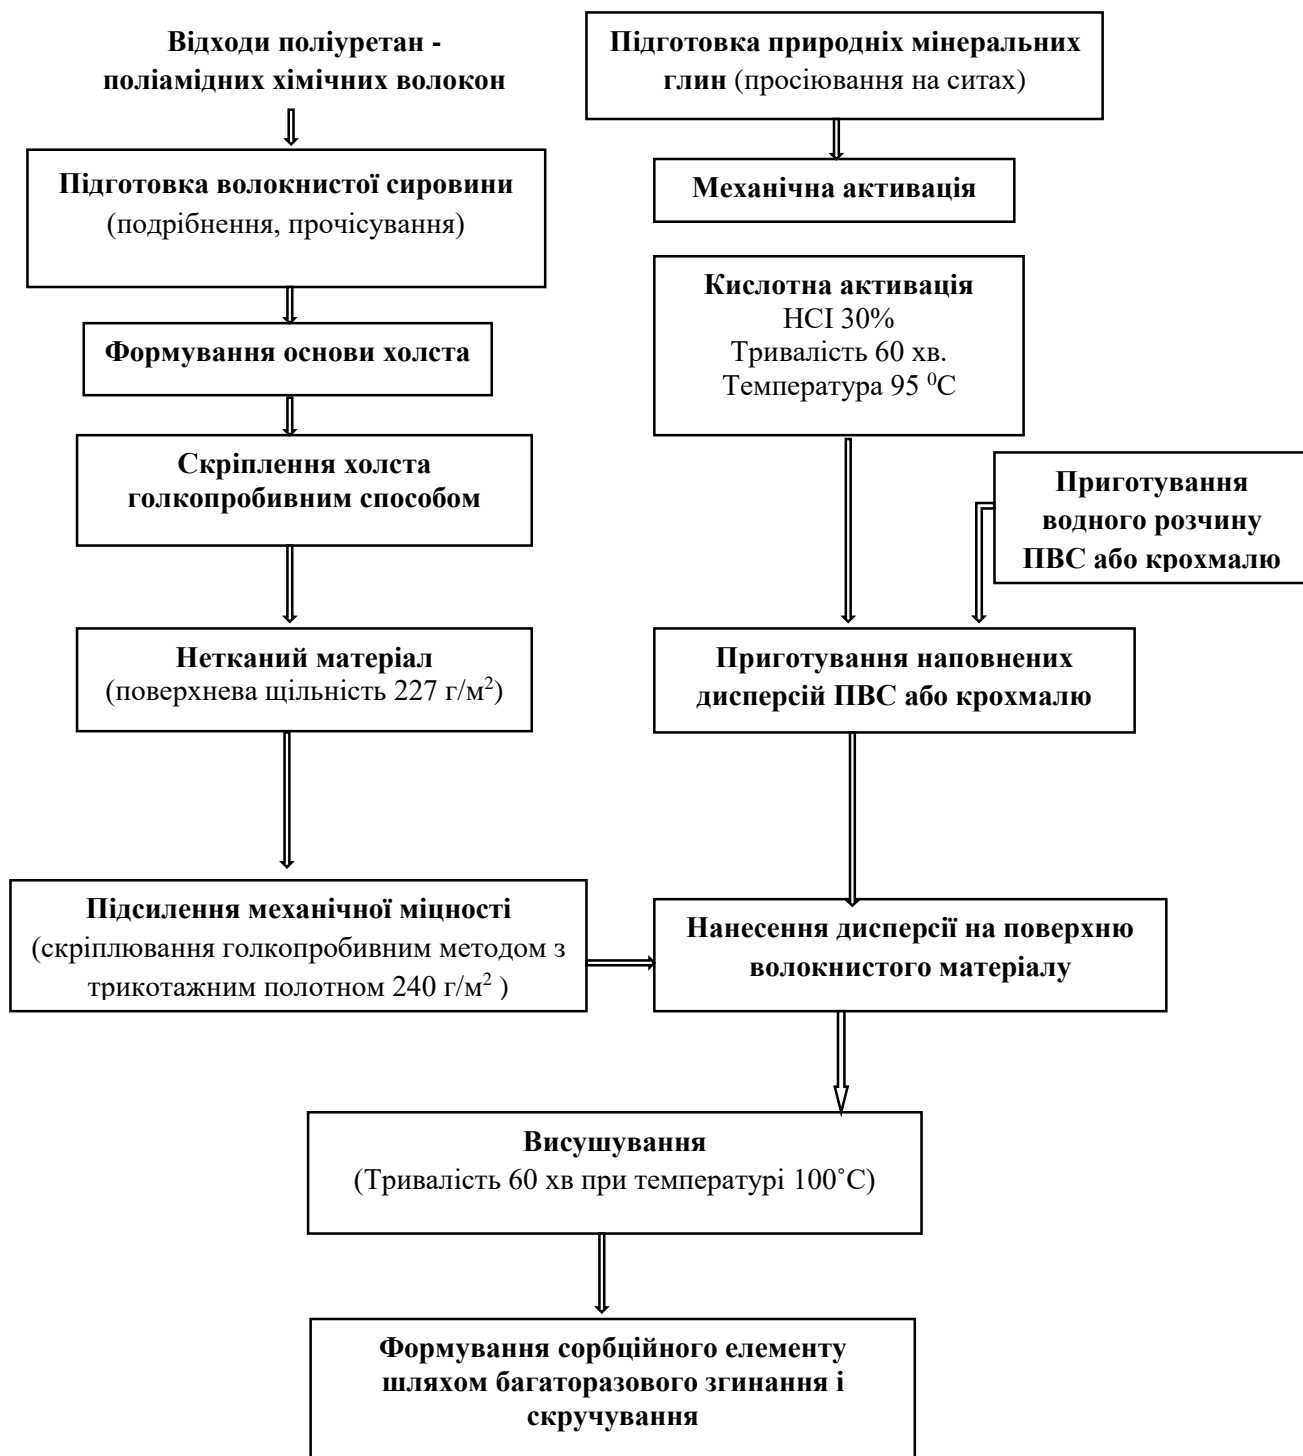 Відходи поліуретан -
поліамідних хімічних волокон
Підготовка природніх мінеральних
глин (просіювання на ситах)
Підготовка волокнистої сировини
(подрібнення, прочісування)
Механічна активація
Кислотна активація
HCI 30%
Тривалість 60 хв.
Температура 95 ⁰С
Формування основи холста
Скріплення холста
голкопробивним способом
Приготування
водного розчину
ПВС або крохмалю
Нетканий матеріал
(поверхнева щільність 227 г/м²)
Приготування наповнених
дисперсій ПВС або крохмалю
Підсилення механічної міцності
(скріплювання голкопробивним методом з
трикотажним полотном 240 г/м² )
Нанесення дисперсії на поверхню
волокнистого матеріалу
Висушування
(Тривалість 60 хв при температурі 100˚С)
Формування сорбційного елементу
шляхом багаторазового згинання і
скручування